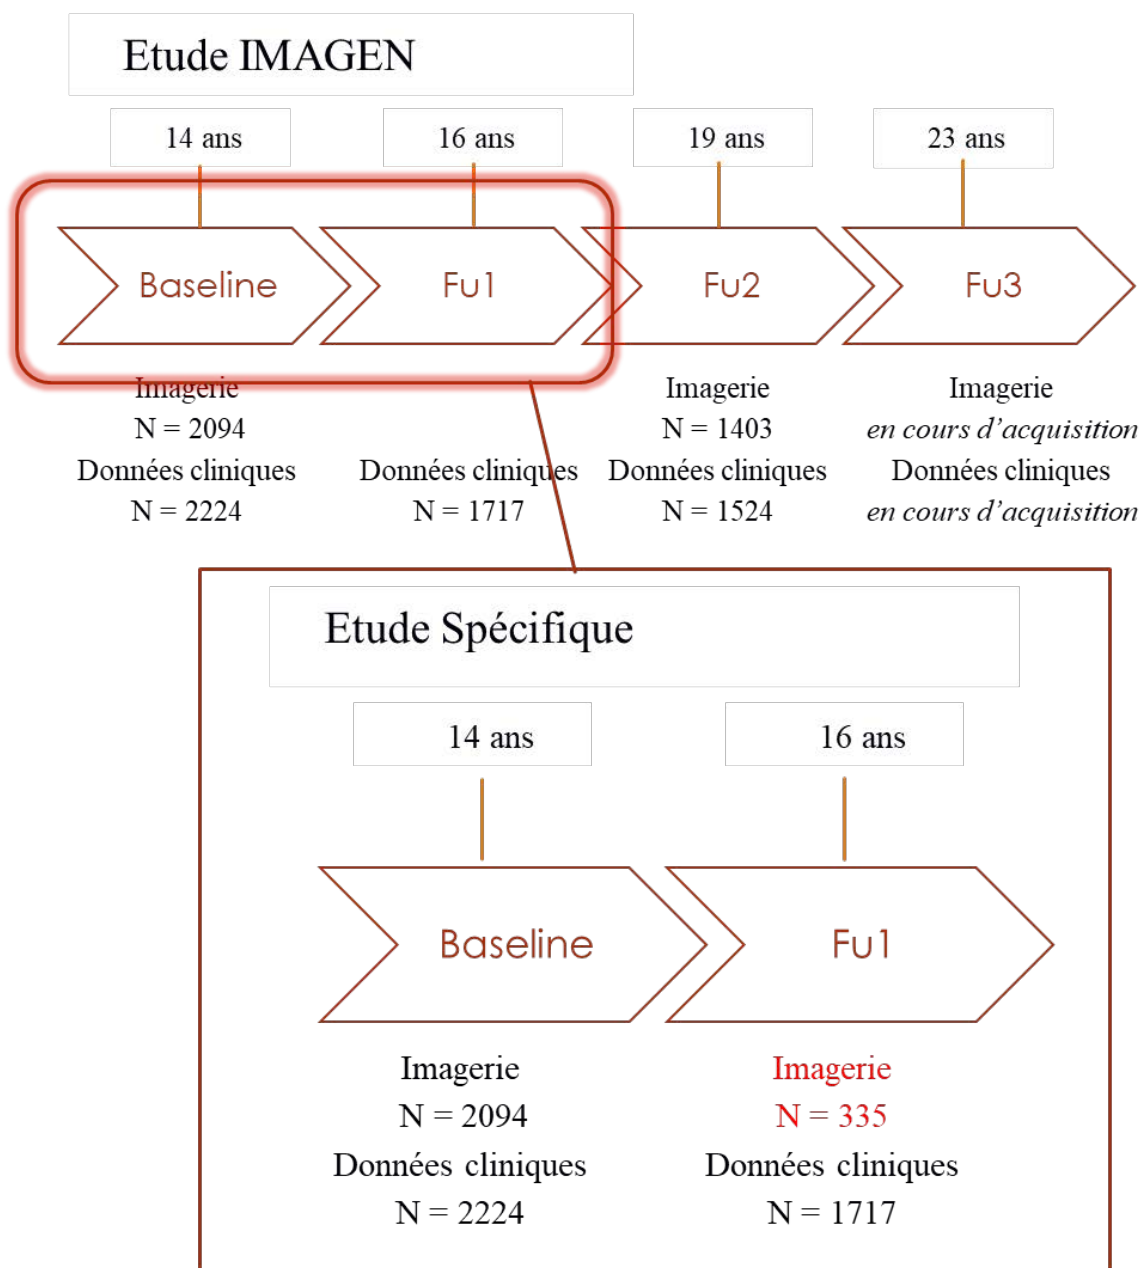 Etude IMAGEN
14 ans
16 ans
19 ans
23 ans
Baseline
Fu1
Fu2
Fu3
Imagerie
N = 2094
Données cliniques
N = 2224
Données cliniques
N = 1717
Imagerie
N = 1403
Données cliniques
N = 1524
Imagerie
en cours d’acquisition
Données cliniques
en cours d’acquisition
Etude Spécifique
14 ans
16 ans
Baseline
Fu1
Imagerie
N = 2094
Données cliniques
N = 2224
Imagerie
N = 335
Données cliniques
N = 1717